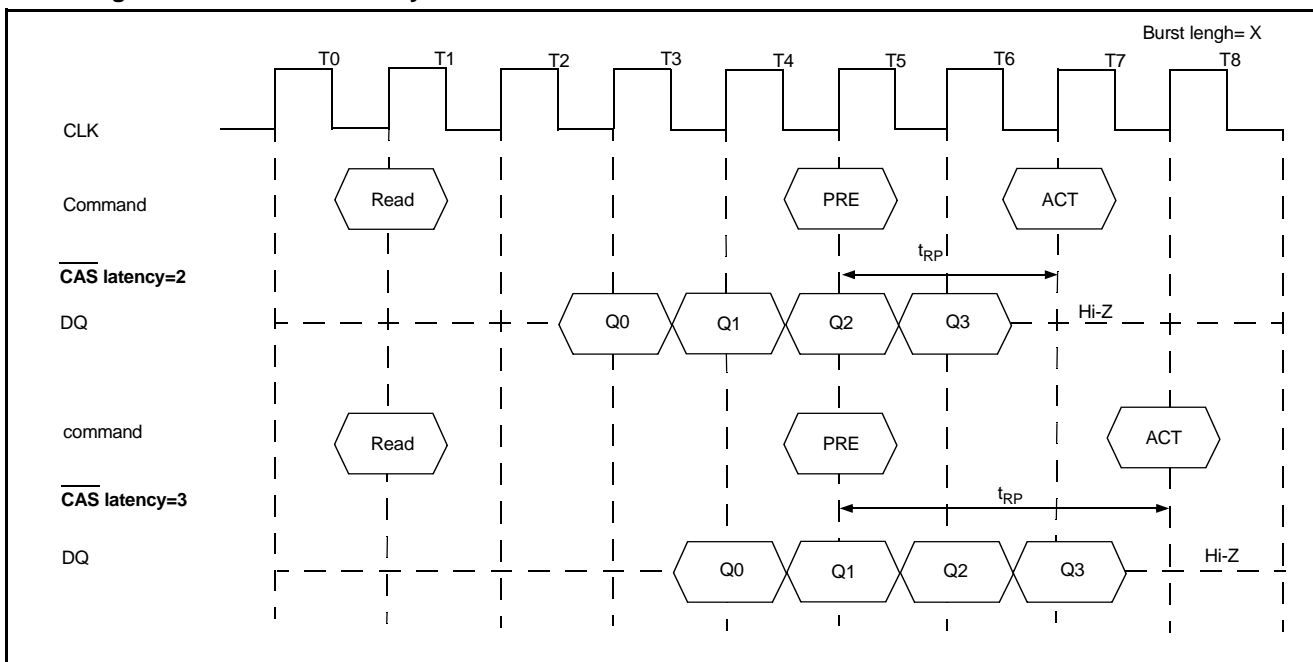 Burst lengh= X
T0 T1 T2 T3 T4 T5 T6 T7 T8
CLK
Command Read PRE ACT
tRP
CAS latency=2
DQ Q0 Q1 Q2 Q3 Hi-Z
command Read PRE ACT
CAS latency=3
tRP
DQ Q0 Q1 Q2 Q3 Hi-Z